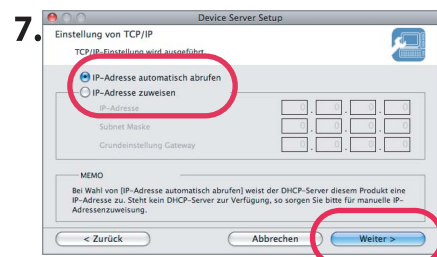 7.
Device Server Setup
Einstellung von TCP/IP
TCP/IP-Einstellung wird ausgeführt.
IP-Adresse automatisch abrufen
IP-Adresse zuweisen
IP-Adresse 0 . 0 . 0 . 0
Subnet Maske 0 . 0 . 0 . 0
Grundeinstellung Gateway 0 . 0 . 0 . 0
MEMO
Bei Wahl von [IP-Adresse automatisch abrufen] weist der DHCP-Server diesem Produkt eine
IP-Adresse zu. Steht kein DHCP-Server zur Verfügung, so sorgen Sie bitte für manuelle IP-
Adressenzuweisung.
< Zurück Abbrechen Weiter >